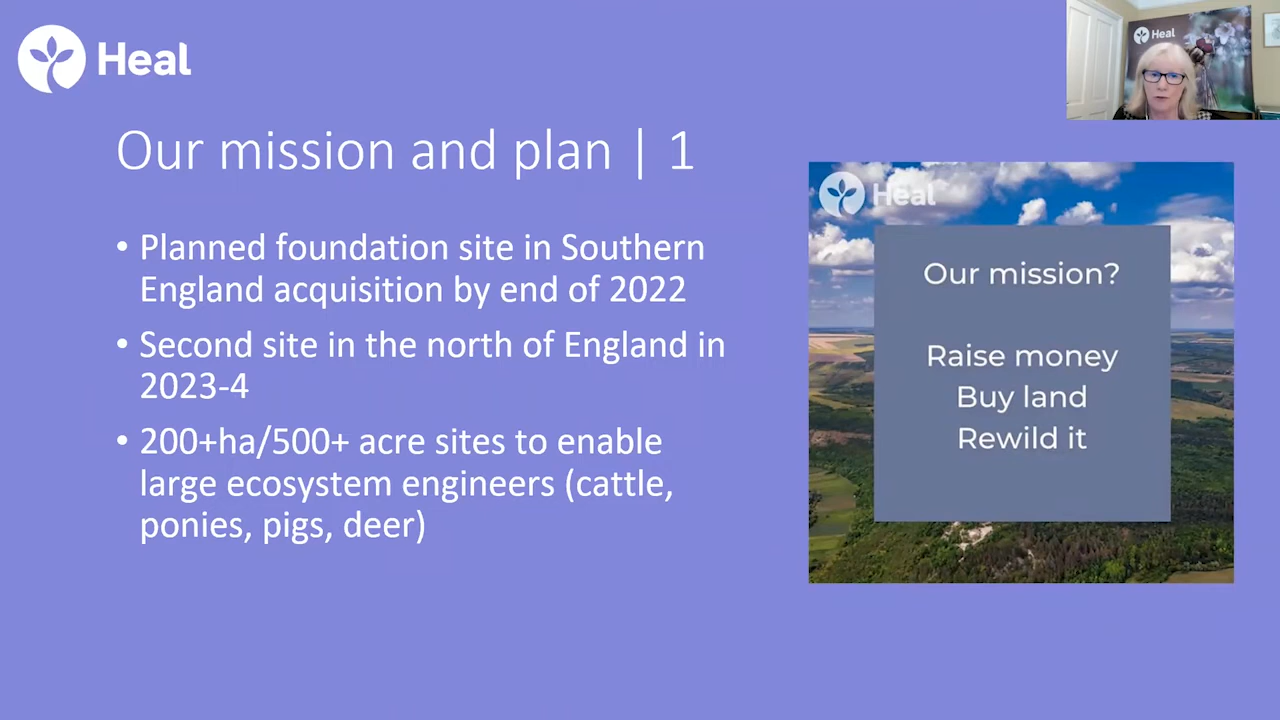 Heal
Heal
Our mission and plan | 1
Heal
• Planned foundation site in Southern
England acquisition by end of 2022
• Second site in the north of England in
2023-4
• 200+ha/500+ acre sites to enable
large ecosystem engineers (cattle,
ponies, pigs, deer)
Our mission?
Raise money
Buy land
Rewild it